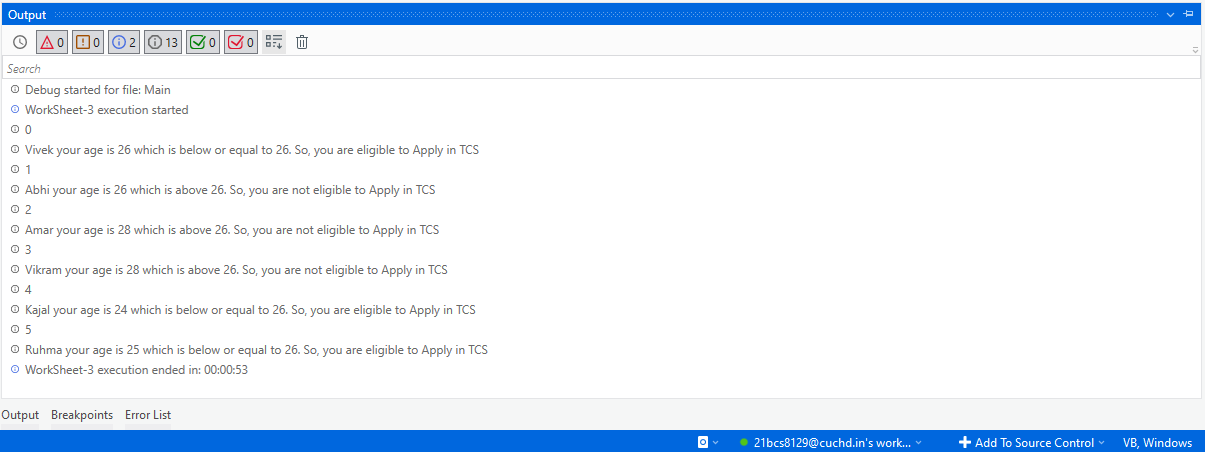 Output
0 0 2 13 0 0
Search
Debug started for file: Main
WorkSheet-3 execution started
0
Vivek your age is 26 which is below or equal to 26. So, you are eligible to Apply in TCS
1
Abhi your age is 26 which is above 26. So, you are not eligible to Apply in TCS
2
Amar your age is 28 which is above 26. So, you are not eligible to Apply in TCS
3
Vikram your age is 28 which is above 26. So, you are not eligible to Apply in TCS
4
Kajal your age is 24 which is below or equal to 26. So, you are eligible to Apply in TCS
5
Ruhma your age is 25 which is below or equal to 26. So, you are eligible to Apply in TCS
WorkSheet-3 execution ended in: 00:00:53
Output Breakpoints Error List
21bcs8129@cuchd.in's work... Add To Source Control VB, Windows